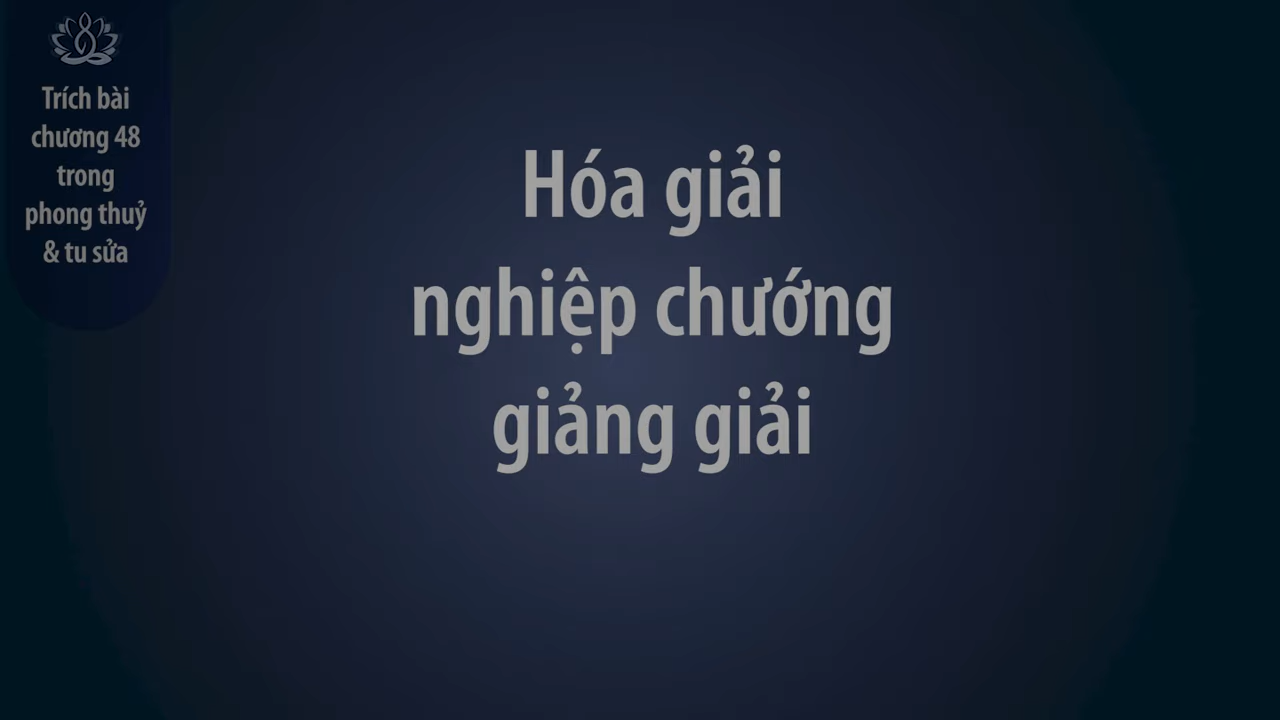 Trích bài
chương 48
trong
phong thuỷ
& tu sửa
Hóa giải
nghiệp chướng
giảng giải